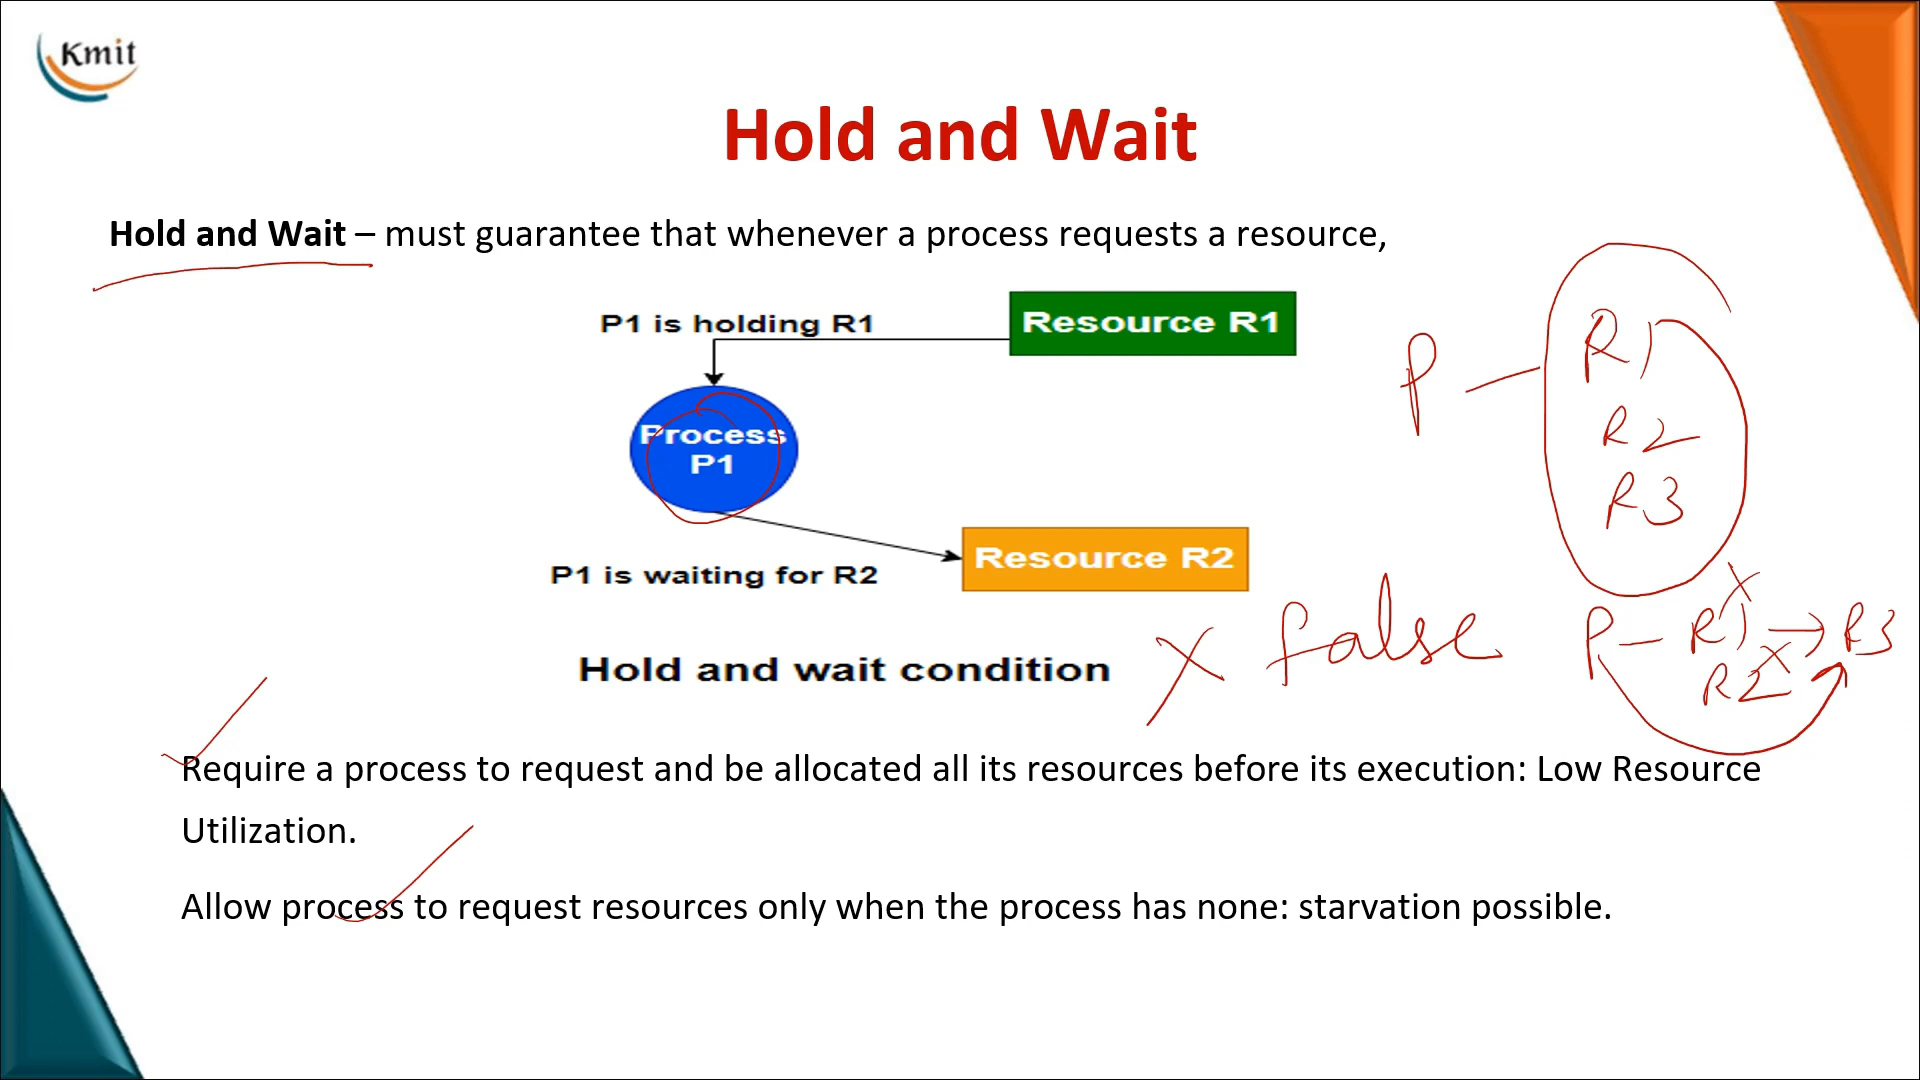 Kmit
Hold and Wait
Hold and Wait – must guarantee that whenever a process requests a resource,
P1 is holding R1
Resource R1
Process
P1
P1 is waiting for R2
Resource R2
Hold and wait condition
P
R1
R2
R3
X false
P – R1 X → R3
R2 X
Require a process to request and be allocated all its resources before its execution: Low Resource
Utilization.
Allow process to request resources only when the process has none: starvation possible.